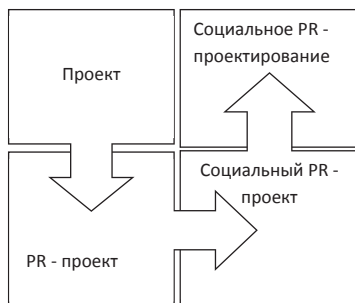 Проект
Социальное PR -
проектирование
PR - проект
Социальный PR -
проект